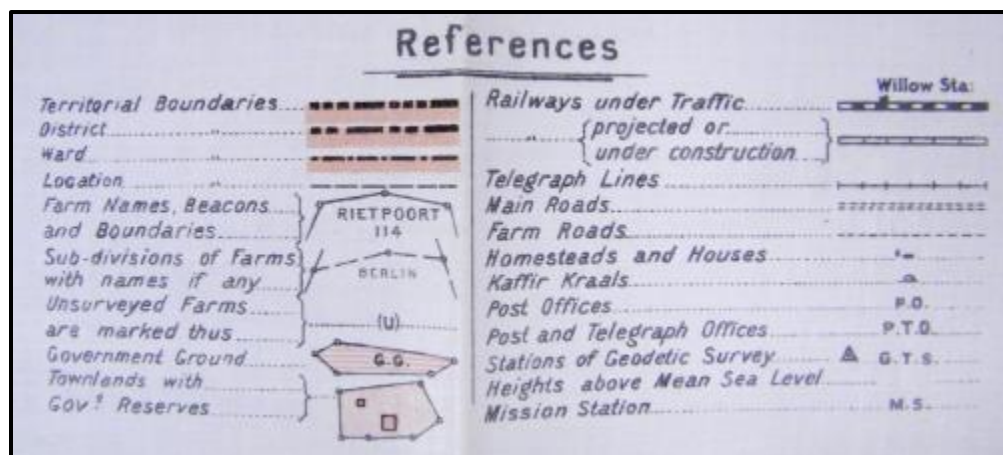 References
Territorial Boundaries
District "
Ward "
Location "
Farm Names, Beacons
and Boundaries
RIETPOORT
114
Sub-divisions of Farms
with names if any
BERLIN
Unsurveyed Farms
are marked thus
(U)
Government Ground
G.G.
Townlands with
Govt. Reserves
Willow Sta:
Railways under Traffic
" projected or
under construction
Telegraph Lines
Main Roads
Farm Roads
Homesteads and Houses
Kaffir Kraals
Post Offices P.O.
Post and Telegraph Offices P.T.O.
Stations of Geodetic Survey G.T.S.
Heights above Mean Sea Level
Mission Station M.S.